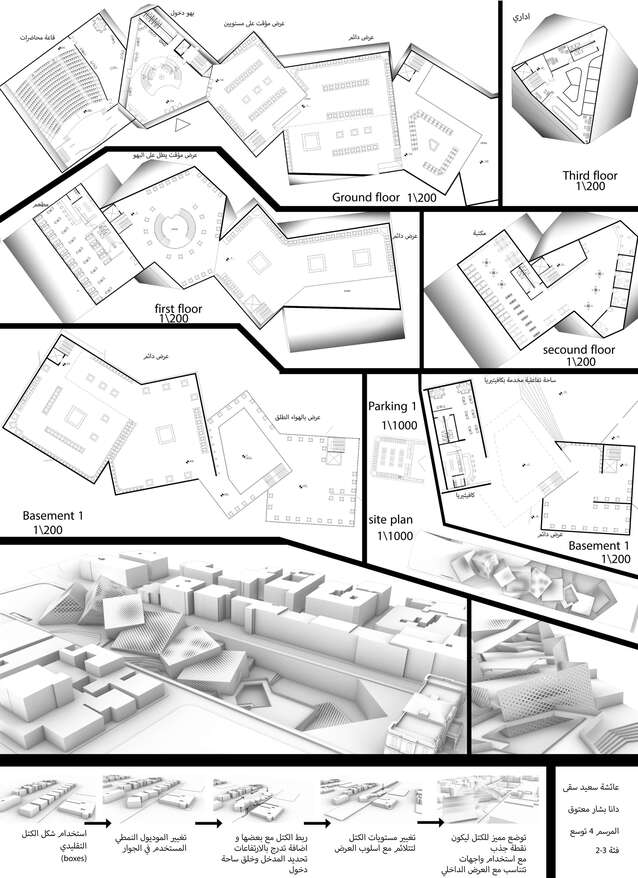 قاعة محاضرات
بهو دخول
عرض مؤقت على مستويين
عرض دائم
Ground floor 1\200
اداري
Third floor
1\200
عرض مؤقت يطل على البهو
مطعم
عرض دائم
first floor
1\200
مكتبة
secound floor
1\200
عرض دائم
عرض بالهواء الطلق
Basement 1
1\200
Parking 1
1\1000
site plan
1\1000
ساحة تفاعلية مخدمة بكافيتيريا
كافيتيريا
عرض دائم
Basement 1
1\200
استخدام شكل الكتل
التقليدي
(boxes)
تغيير الموديول النمطي
المستخدم في الجوار
ربط الكتل مع بعضها و
اضافة تدرج بالارتفاعات
تحديد المدخل وخلق ساحة
دخول
تغيير مستويات الكتل
لتتلائم مع اسلوب العرض
توضع مميز للكتل ليكون
نقطة جذب
مع استخدام واجهات
تتناسب مع العرض الداخلي
عائشة سعيد سقى
دانا بشار معتوق
المرسم 4 توسع
فئة 2-3